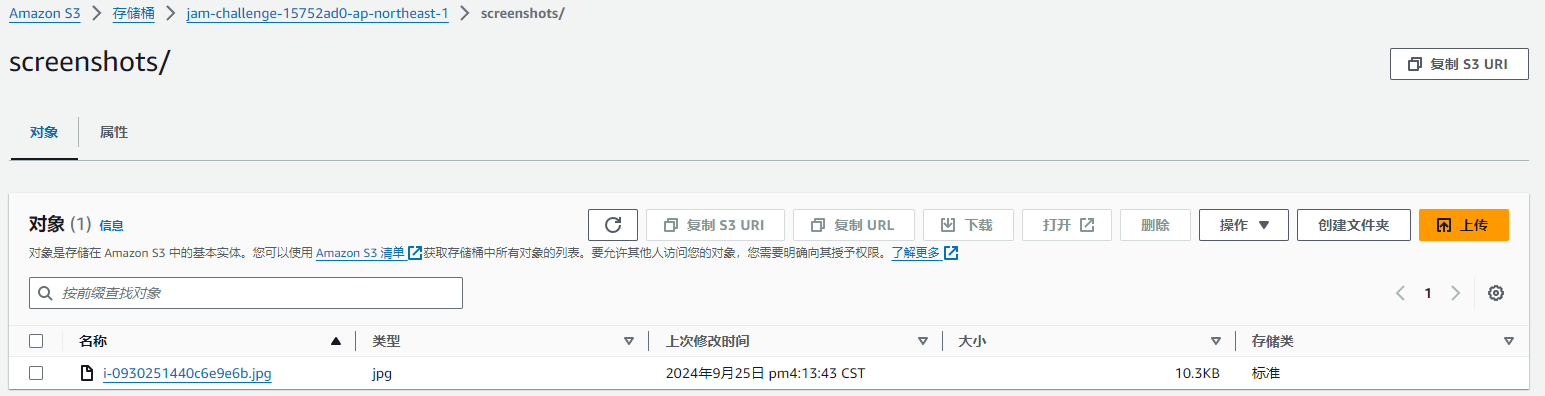 Amazon S3 > 存储桶 > jam-challenge-15752ad0-ap-northeast-1 > screenshots/
screenshots/
复制 S3 URI
对象 属性
对象 (1) 信息
复制 S3 URI 复制 URL 下载 打开 删除 操作 创建文件夹 上传
对象是存储在 Amazon S3 中的基本实体。您可以使用 Amazon S3 清单 获取存储桶中所有对象的列表。要允许其他人访问您的对象，您需要明确向其授予权限。了解更多
按前缀查找对象
1
名称 类型 上次修改时间 大小 存储类
i-0930251440c6e9e6b.jpg jpg 2024年9月25日 pm4:13:43 CST 10.3KB 标准